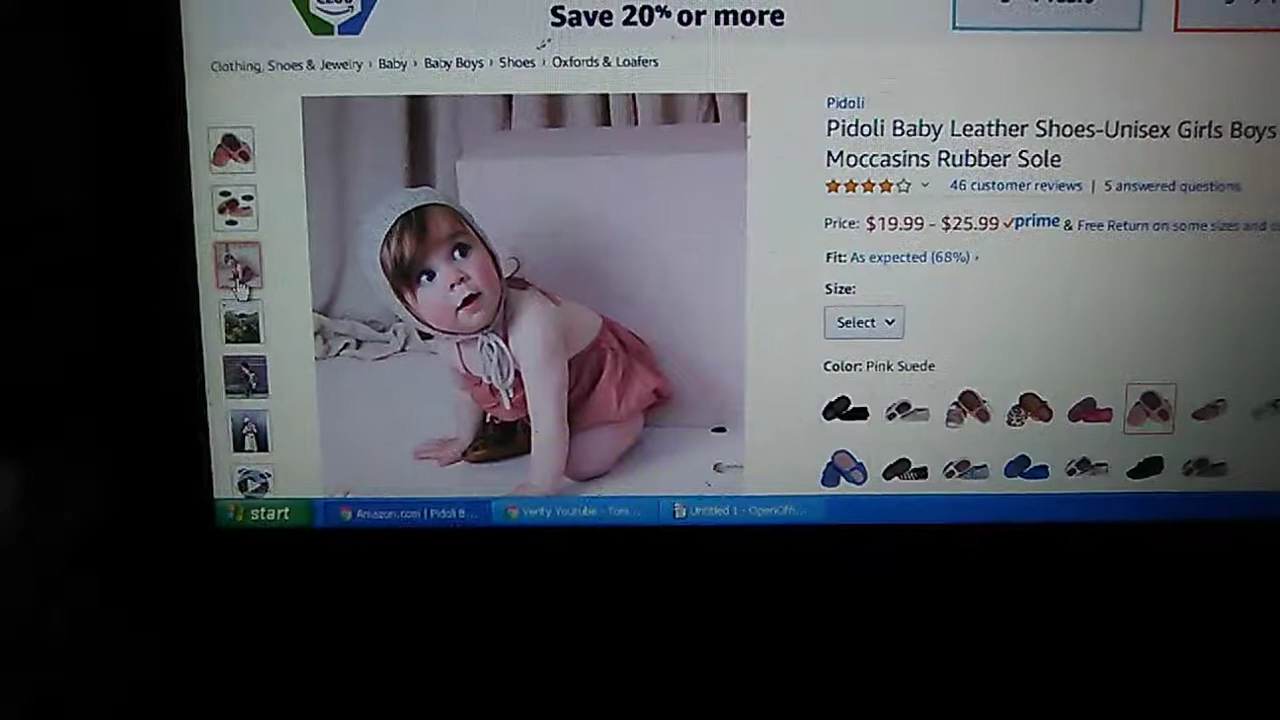 Save 20% or more
Clothing, Shoes & Jewelry › Baby › Baby Boys › Shoes › Oxfords & Loafers
Pidoli
Pidoli Baby Leather Shoes-Unisex Girls Boys
Moccasins Rubber Sole
46 customer reviews | 5 answered questions
Price: $19.99 - $25.99 prime & Free Return on some sizes and
Fit: As expected (68%)
Size:
Select
Color: Pink Suede
start Amazon.com | Pidoli B... Verify Youtube - Tom... Untitled 1 - OpenOffi...